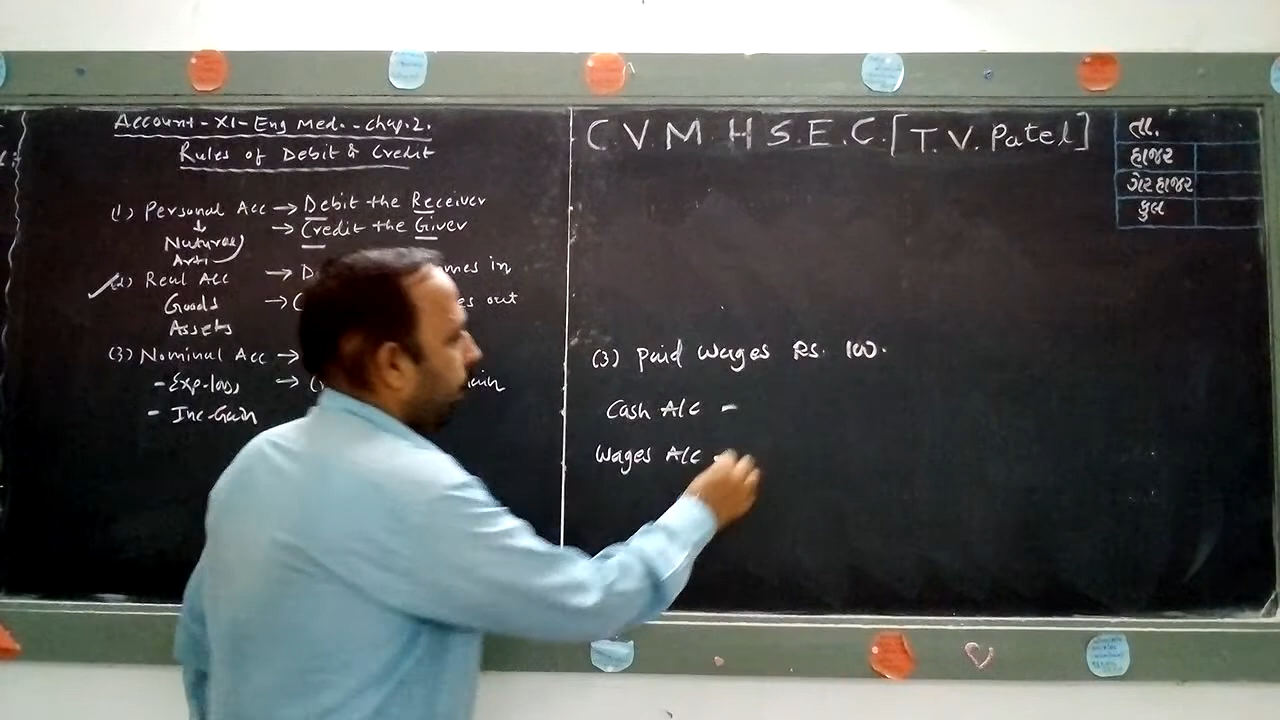 Account-XI-Eng Med.-Chap.2.
Rules of Debit & Credit
(1) Personal Acc → Debit the Receiver
→ Credit the Giver
Natural
Arti
(2) Real Acc → D mes in
Goods → C es out
Assets
(3) Nominal Acc →
- Exp-loss → ain
- Inc-Gain
C.V.M H.S.E.C. [T.V. Patel]
તા.
હાજર
ગેર હાજર
કુલ
(3) paid wages Rs. 100.
Cash A/c -
Wages A/c -